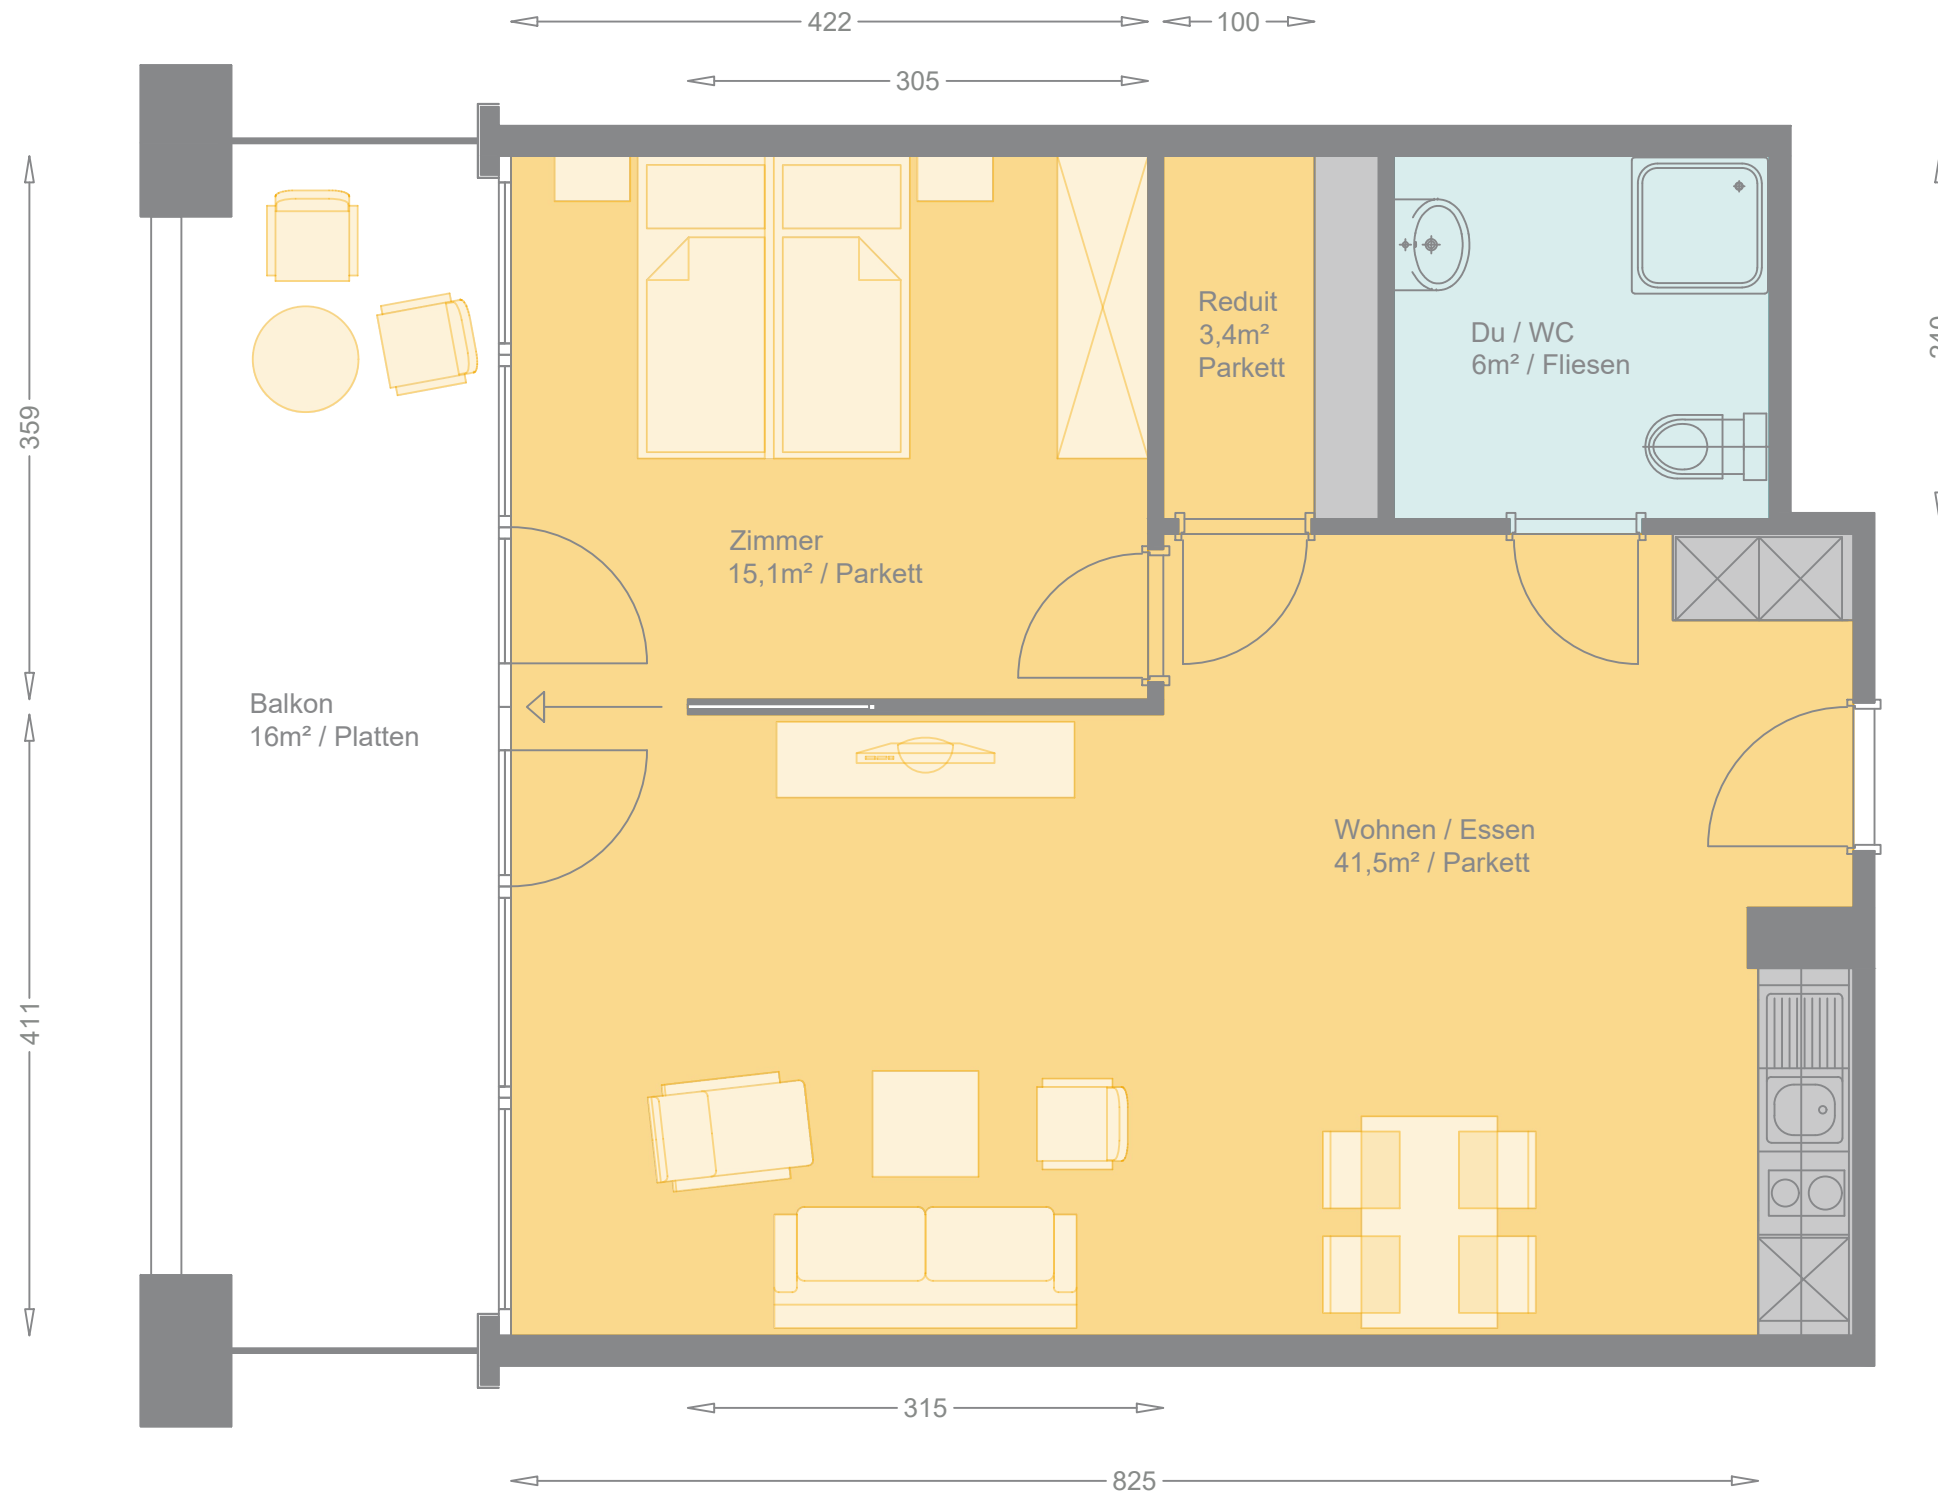 422
100
305
359
240
Reduit
3,4m²
Parkett
Du / WC
6m² / Fliesen
Zimmer
15,1m² / Parkett
Balkon
16m² / Platten
Wohnen / Essen
41,5m² / Parkett
411
315
825